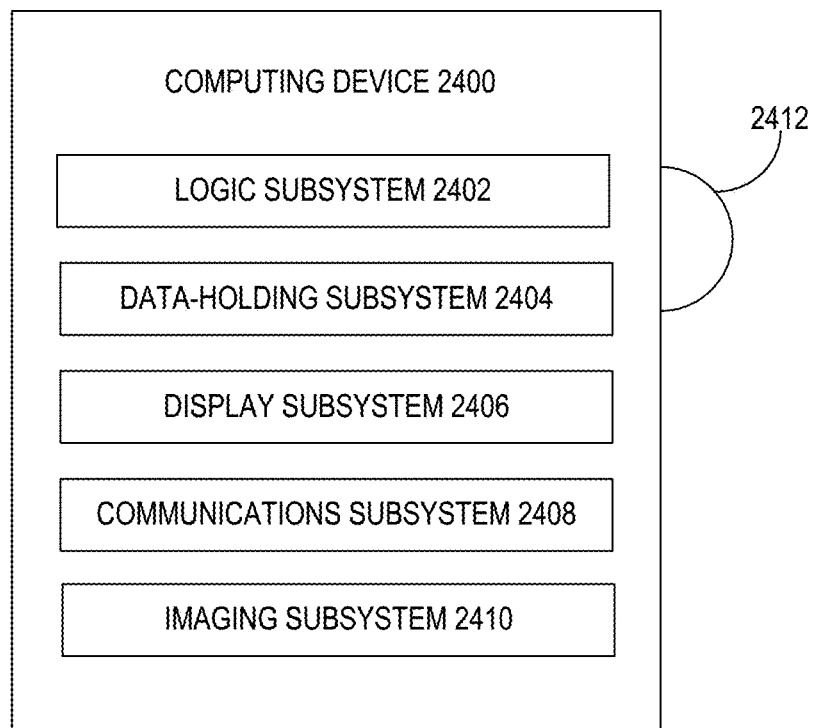 COMPUTING DEVICE 2400
2412
LOGIC SUBSYSTEM 2402
DATA-HOLDING SUBSYSTEM 2404
DISPLAY SUBSYSTEM 2406
COMMUNICATIONS SUBSYSTEM 2408
IMAGING SUBSYSTEM 2410